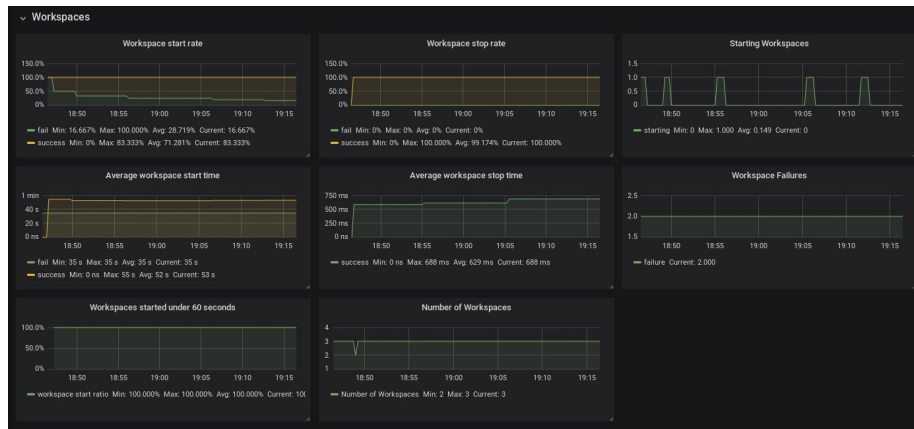 Workspaces
Workspace start rate
150.0%
100.0%
50.0%
0%
18:50 18:55 19:00 19:05 19:10 19:15
fail Min: 16.667% Max: 100.000% Avg: 28.719% Current: 16.667%
success Min: 0% Max: 83.333% Avg: 71.281% Current: 83.333%
Workspace stop rate
150.0%
100.0%
50.0%
0%
18:50 18:55 19:00 19:05 19:10 19:15
fail Min: 0% Max: 0% Avg: 0% Current: 0%
success Min: 0% Max: 100.000% Avg: 99.174% Current: 100.000%
Starting Workspaces
1.5
1.0
0.5
0
18:50 18:55 19:00 19:05 19:10 19:15
starting Min: 0 Max: 1.000 Avg: 0.149 Current: 0
Average workspace start time
1 min
40 s
20 s
0 ns
18:50 18:55 19:00 19:05 19:10 19:15
fail Min: 35 s Max: 35 s Avg: 35 s Current: 35 s
success Min: 0 ns Max: 55 s Avg: 52 s Current: 53 s
Average workspace stop time
750 ms
500 ms
250 ms
0 ns
18:50 18:55 19:00 19:05 19:10 19:15
success Min: 0 ns Max: 688 ms Avg: 629 ms Current: 688 ms
Workspace Failures
2.5
2.0
1.5
18:50 18:55 19:00 19:05 19:10 19:15
failure Current: 2.000
Workspaces started under 60 seconds
100.0%
50.0%
0%
18:50 18:55 19:00 19:05 19:10 19:15
workspace start ratio Min: 100.000% Max: 100.000% Avg: 100.000% Current: 100
Number of Workspaces
4
3
2
1
18:50 18:55 19:00 19:05 19:10 19:15
Number of Workspaces Min: 2 Max: 3 Current: 3